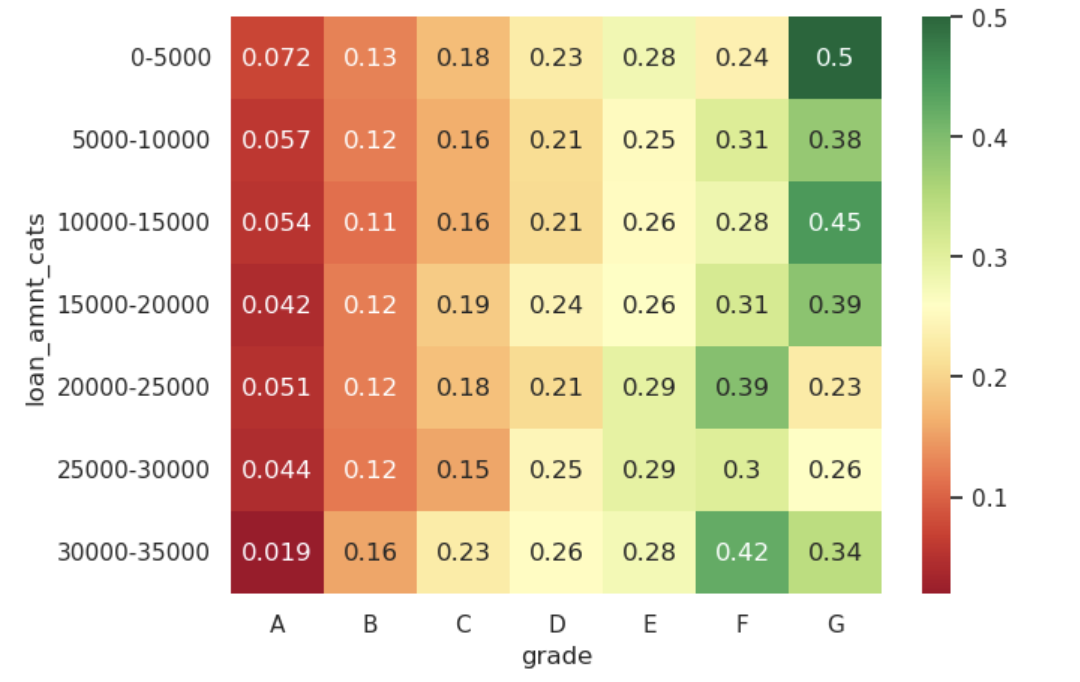 0-5000 0.072 0.13 0.18 0.23 0.28 0.24 0.5
5000-10000 0.057 0.12 0.16 0.21 0.25 0.31 0.38
10000-15000 0.054 0.11 0.16 0.21 0.26 0.28 0.45
15000-20000 0.042 0.12 0.19 0.24 0.26 0.31 0.39
20000-25000 0.051 0.12 0.18 0.21 0.29 0.39 0.23
25000-30000 0.044 0.12 0.15 0.25 0.29 0.3 0.26
30000-35000 0.019 0.16 0.23 0.26 0.28 0.42 0.34
A B C D E F G
grade
loan_amnt_cats
0.5
0.4
0.3
0.2
0.1